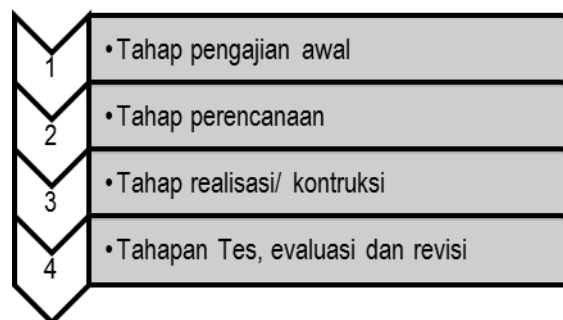 1
• Tahap pengajian awal
2
• Tahap perencanaan
3
• Tahap realisasi/ kontruksi
4
• Tahapan Tes, evaluasi dan revisi